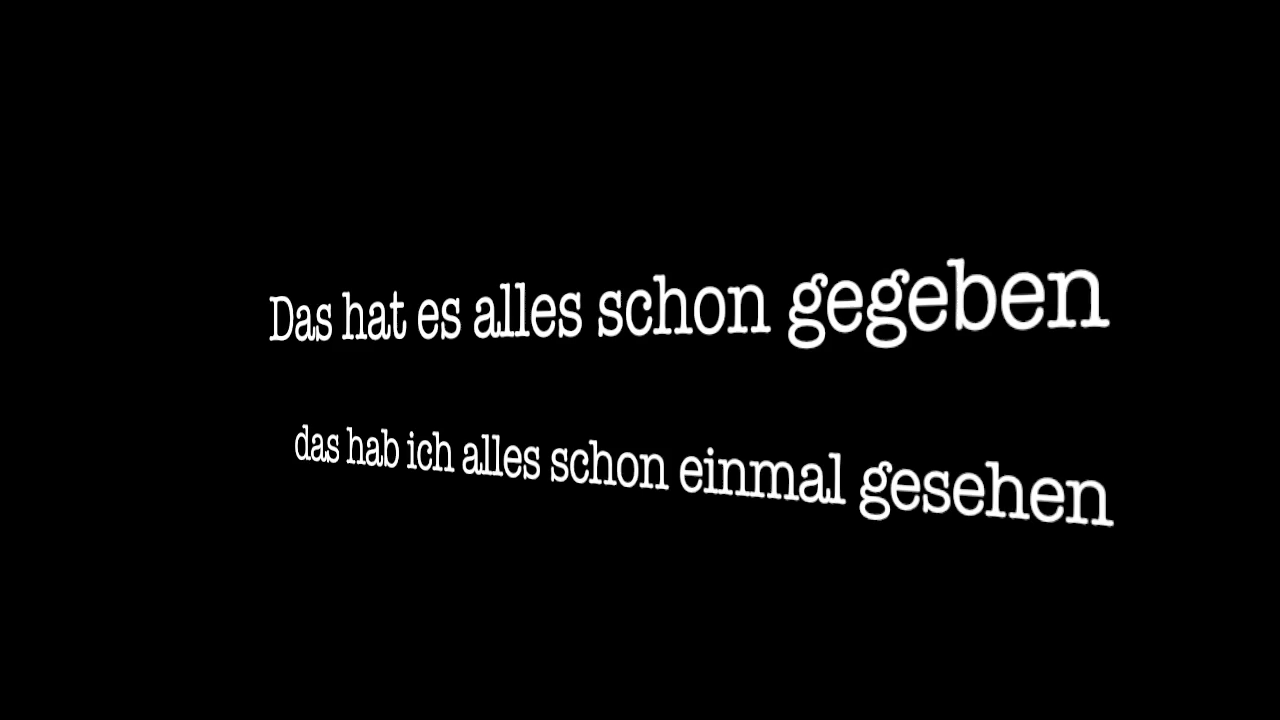 Das hat es alles schon gegeben
das hab ich alles schon einmal gesehen